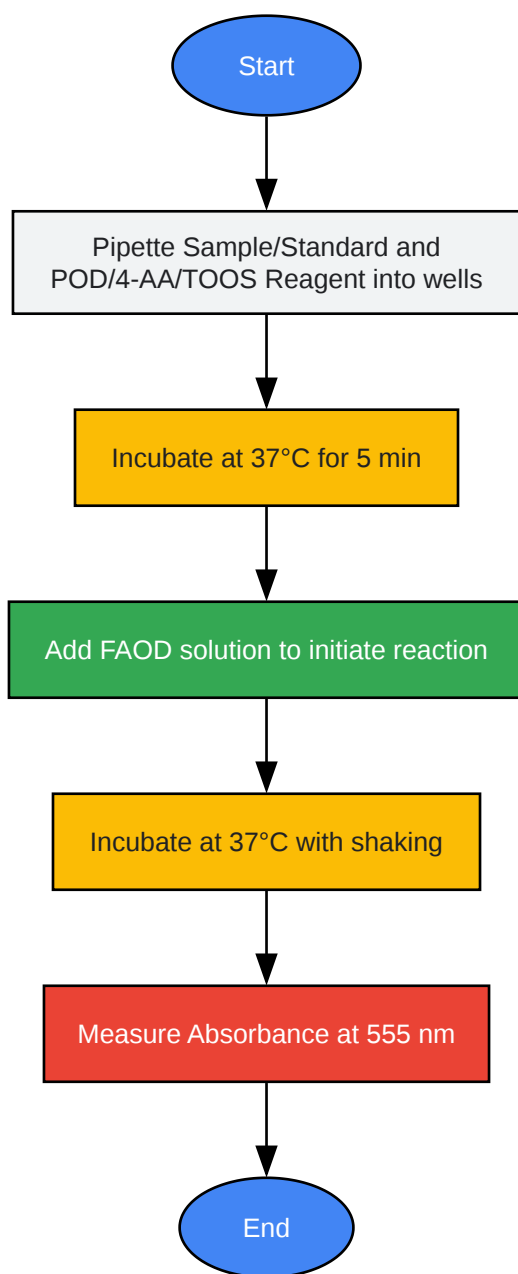 Start
Pipette Sample/Standard and
POD/4-AA/TOOS Reagent into wells
Incubate at 37°C for 5 min
Add FAOD solution to initiate reaction
Incubate at 37°C with shaking
Measure Absorbance at 555 nm
End